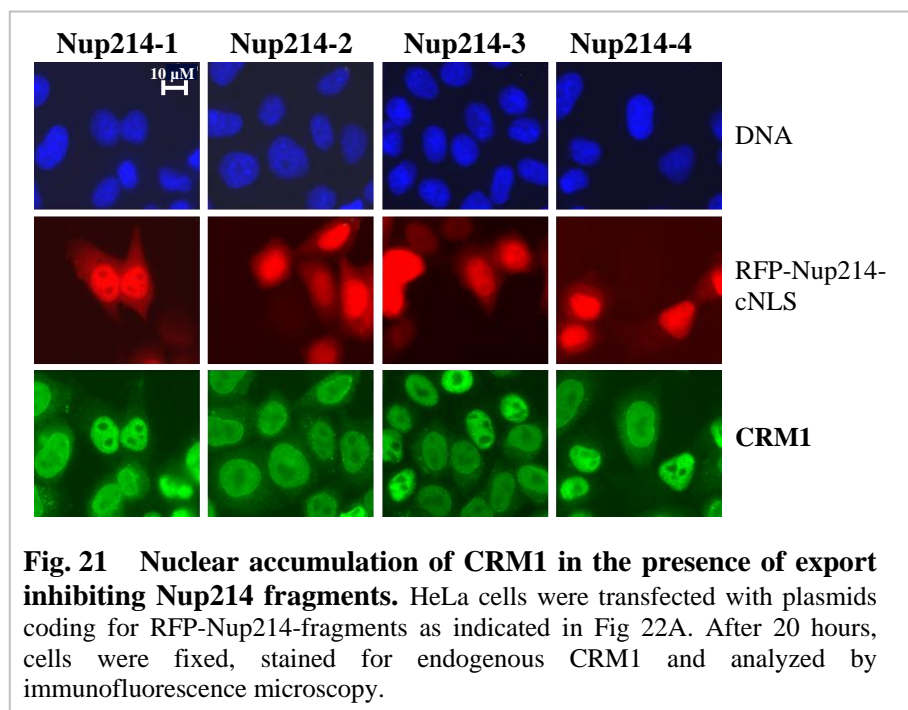 Nup214-1 Nup214-2 Nup214-3 Nup214-4
10 µM
DNA
RFP-Nup214-
cNLS
CRM1
Fig. 21 Nuclear accumulation of CRM1 in the presence of export
inhibiting Nup214 fragments. HeLa cells were transfected with plasmids
coding for RFP-Nup214-fragments as indicated in Fig 22A. After 20 hours,
cells were fixed, stained for endogenous CRM1 and analyzed by
immunofluorescence microscopy.